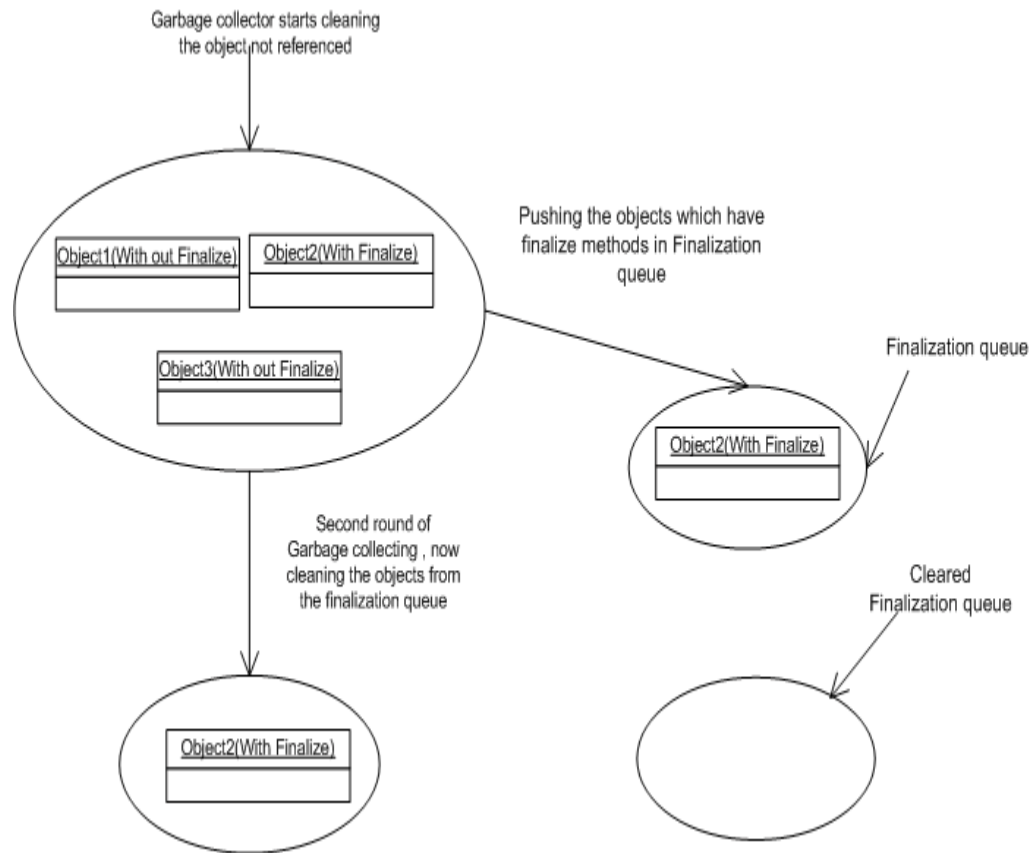 Garbage collector starts cleaning
the object not referenced
Object1(With out Finalize)
Object2(With Finalize)
Object3(With out Finalize)
Pushing the objects which have
finalize methods in Finalization
queue
Finalization queue
Object2(With Finalize)
Second round of
Garbage collecting , now
cleaning the objects from
the finalization queue
Cleared
Finalization queue
Object2(With Finalize)